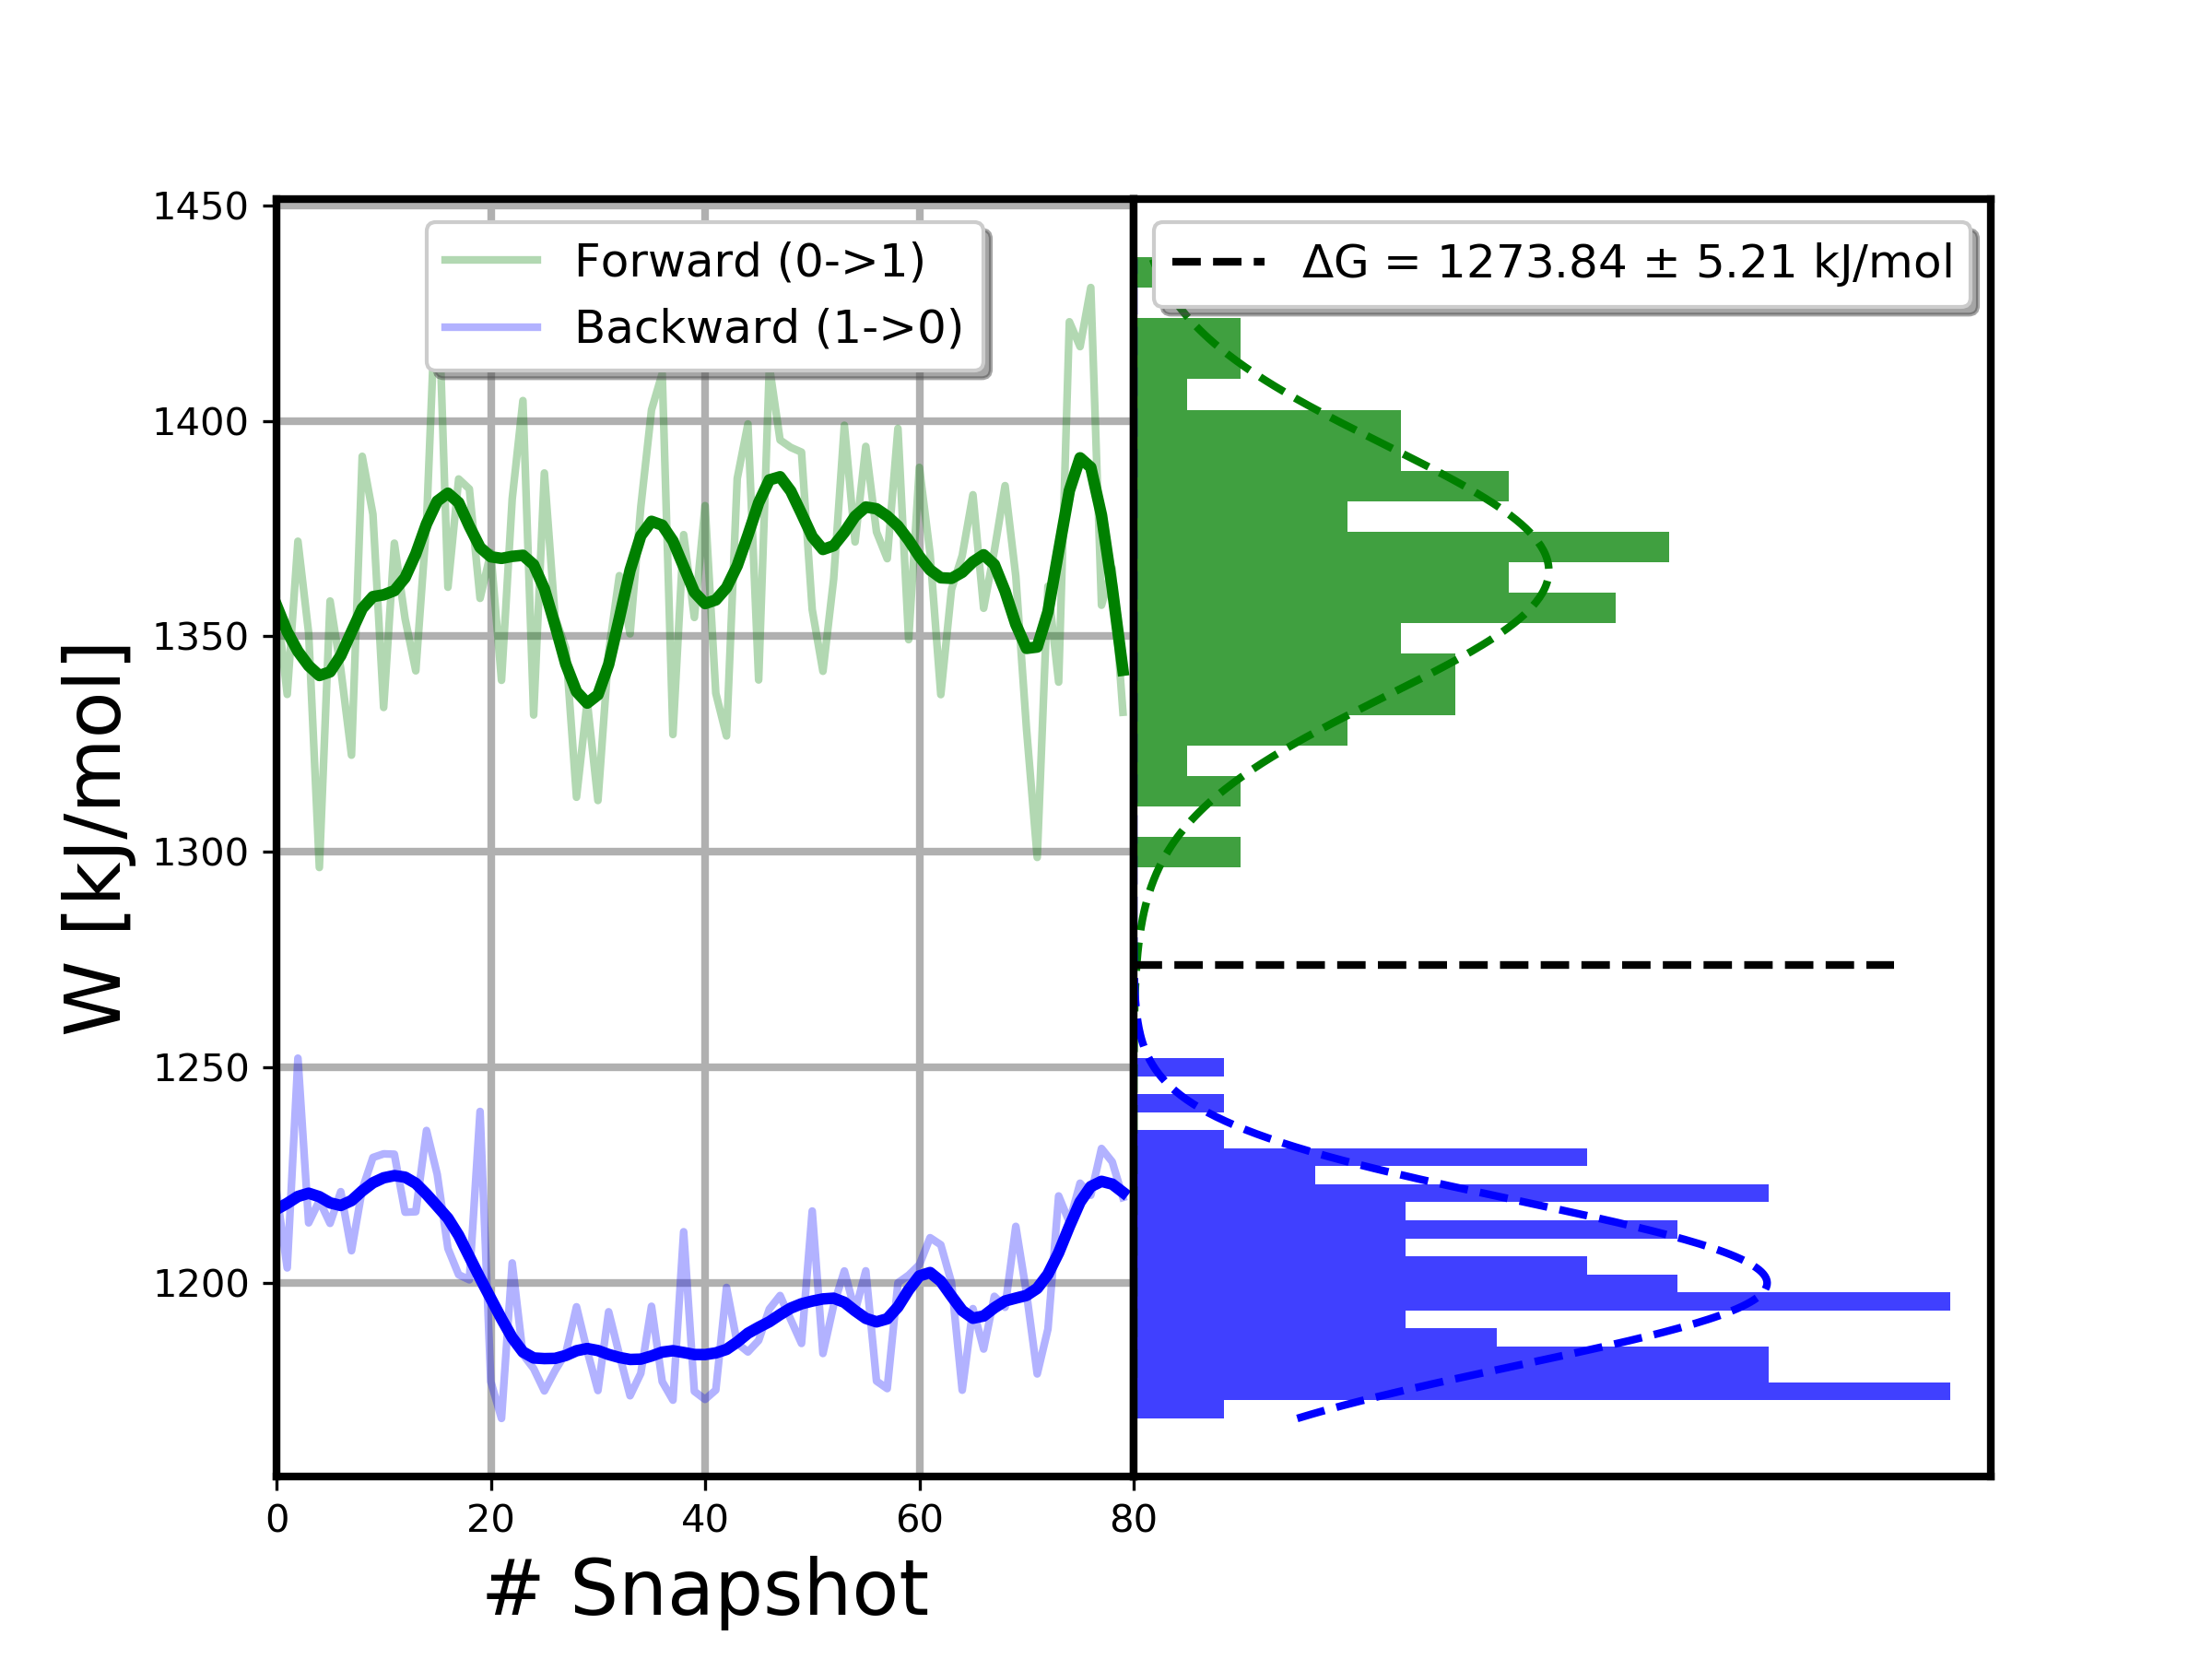 Forward (0->1)
Backward (1->0)
ΔG = 1273.84 ± 5.21 kJ/mol
W [kJ/mol]
1450
1400
1350
1300
1250
1200
0 20 40 60 80
# Snapshot